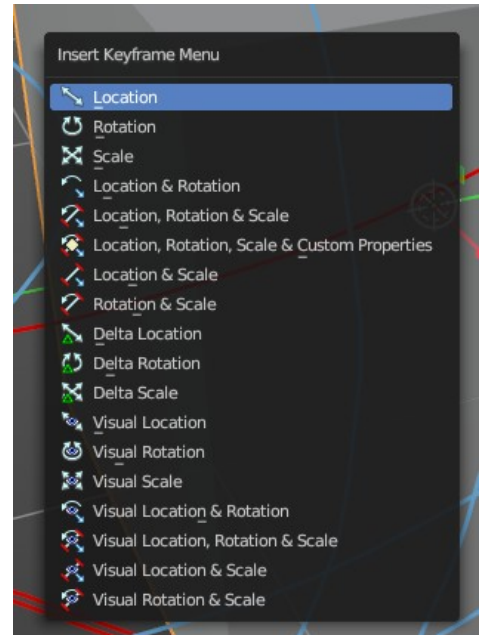 Insert Keyframe Menu
Location
Rotation
Scale
Location & Rotation
Location, Rotation & Scale
Location, Rotation, Scale & Custom Properties
Location & Scale
Rotation & Scale
Delta Location
Delta Rotation
Delta Scale
Visual Location
Visual Rotation
Visual Scale
Visual Location & Rotation
Visual Location, Rotation & Scale
Visual Location & Scale
Visual Rotation & Scale